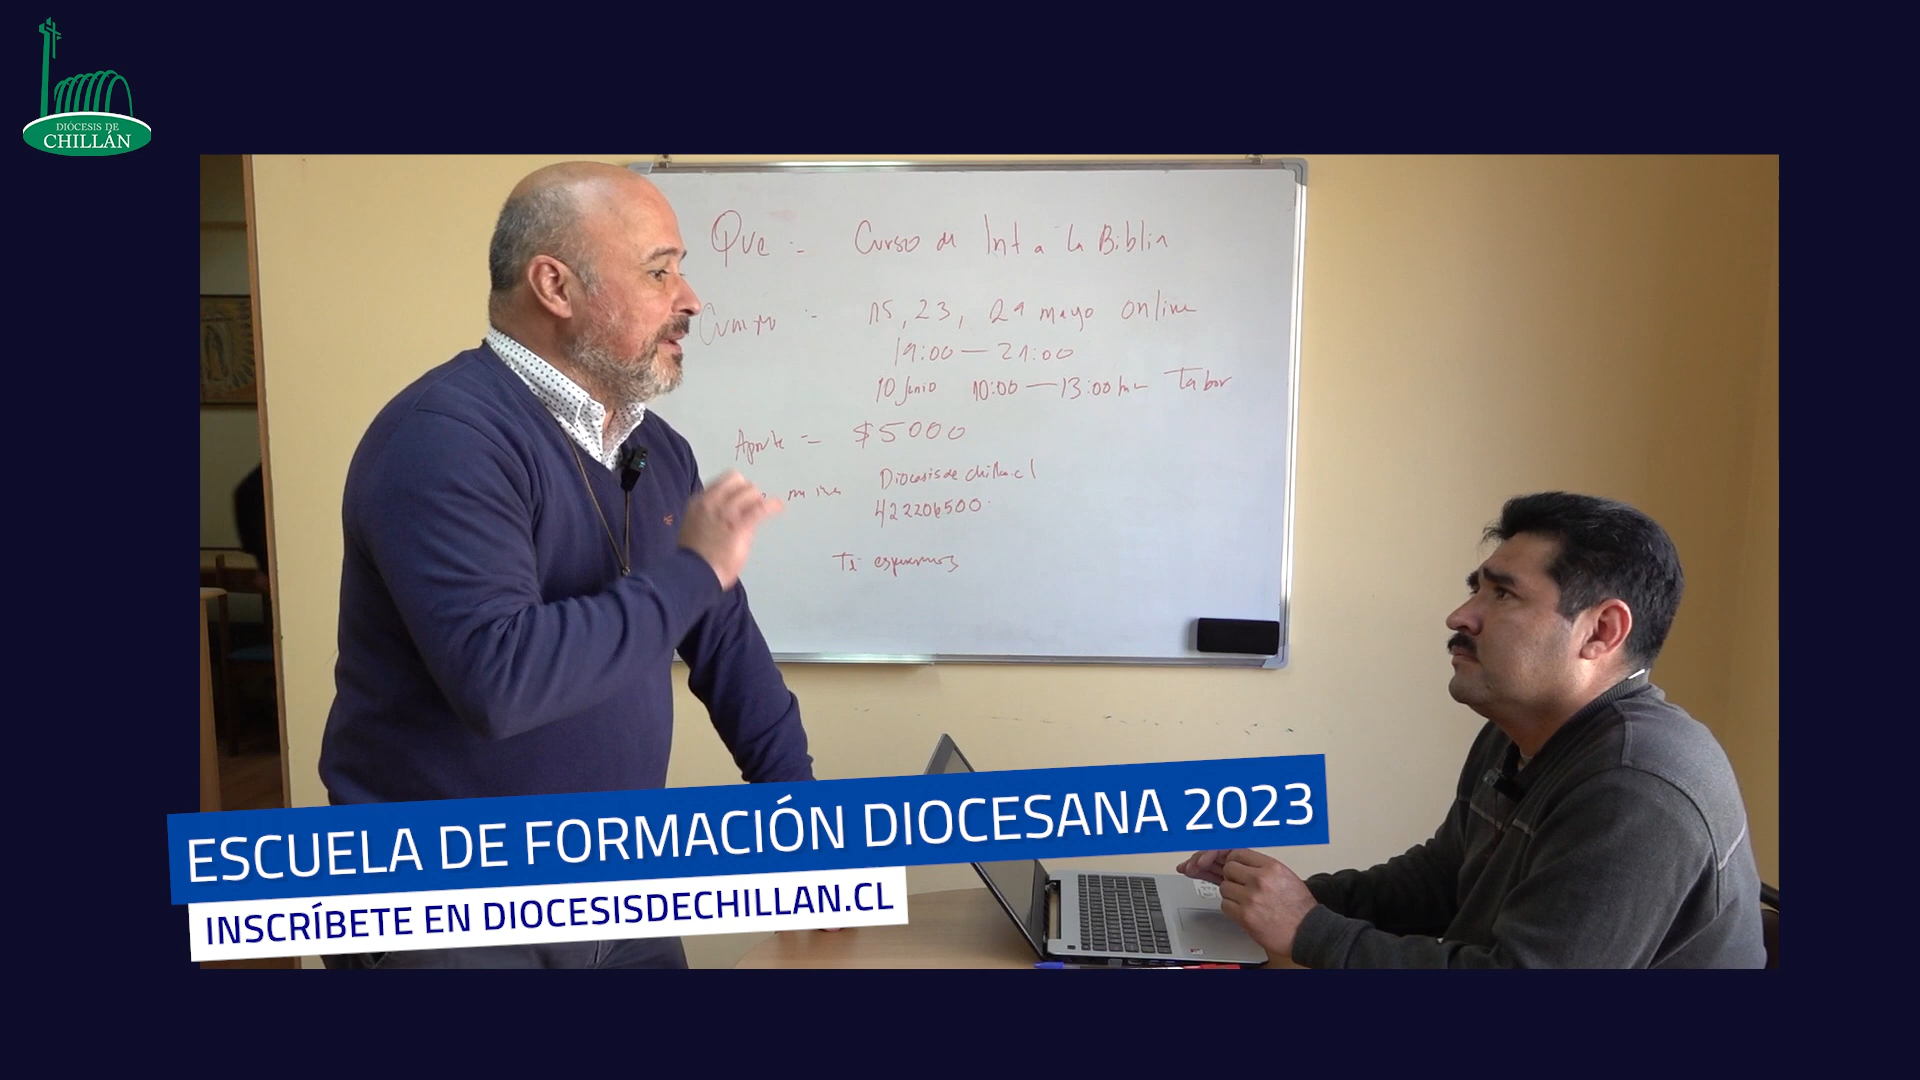 DIÓCESIS DE
CHILLÁN
Que :- Curso de Int a la Biblia
15, 23, 29 mayo online
19:00 — 21:00
10 Junio 10:00 — 13:00 hr Tabor
Aporte = $5000
Diocesisdechillan.cl
422206500
Te esperamos
ESCUELA DE FORMACIÓN DIOCESANA 2023
INSCRÍBETE EN DIOCESISDECHILLAN.CL